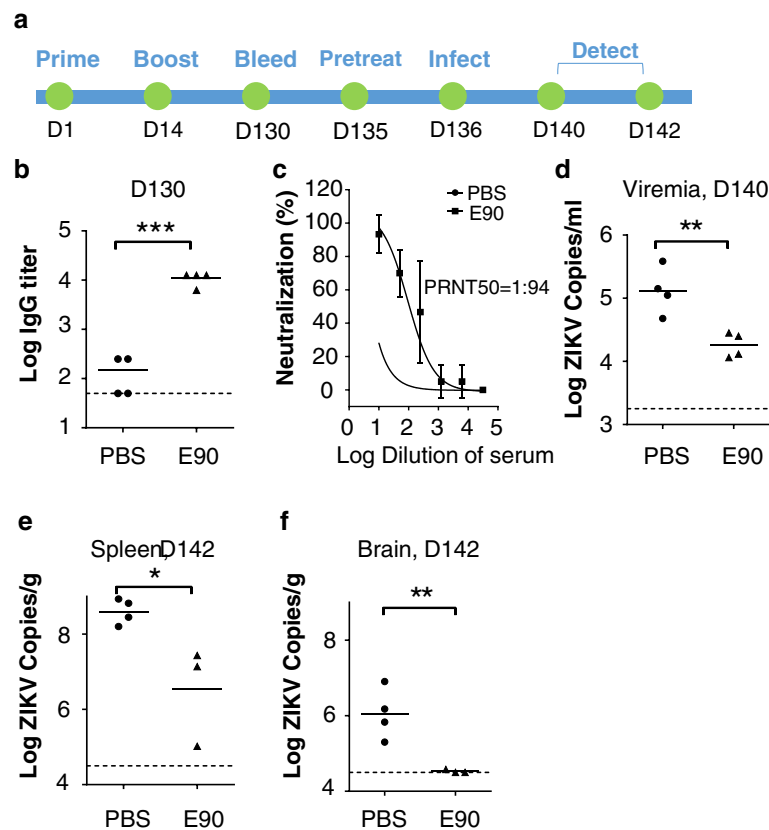 a
Prime Boost Bleed Pretreat Infect Detect
D1 D14 D130 D135 D136 D140 D142
b
D130
***
Log IgG titer
5
4
3
2
1
PBS E90
c
Neutralization (%)
120
100
80
60
40
20
0
PBS
E90
PRNT50=1:94
0 1 2 3 4 5
Log Dilution of serum
d
Viremia, D140
**
Log ZIKV Copies/ml
6
5
4
3
PBS E90
e
Spleen,D142
*
Log ZIKV Copies/g
8
6
4
PBS E90
f
Brain, D142
**
Log ZIKV Copies/g
8
6
4
PBS E90